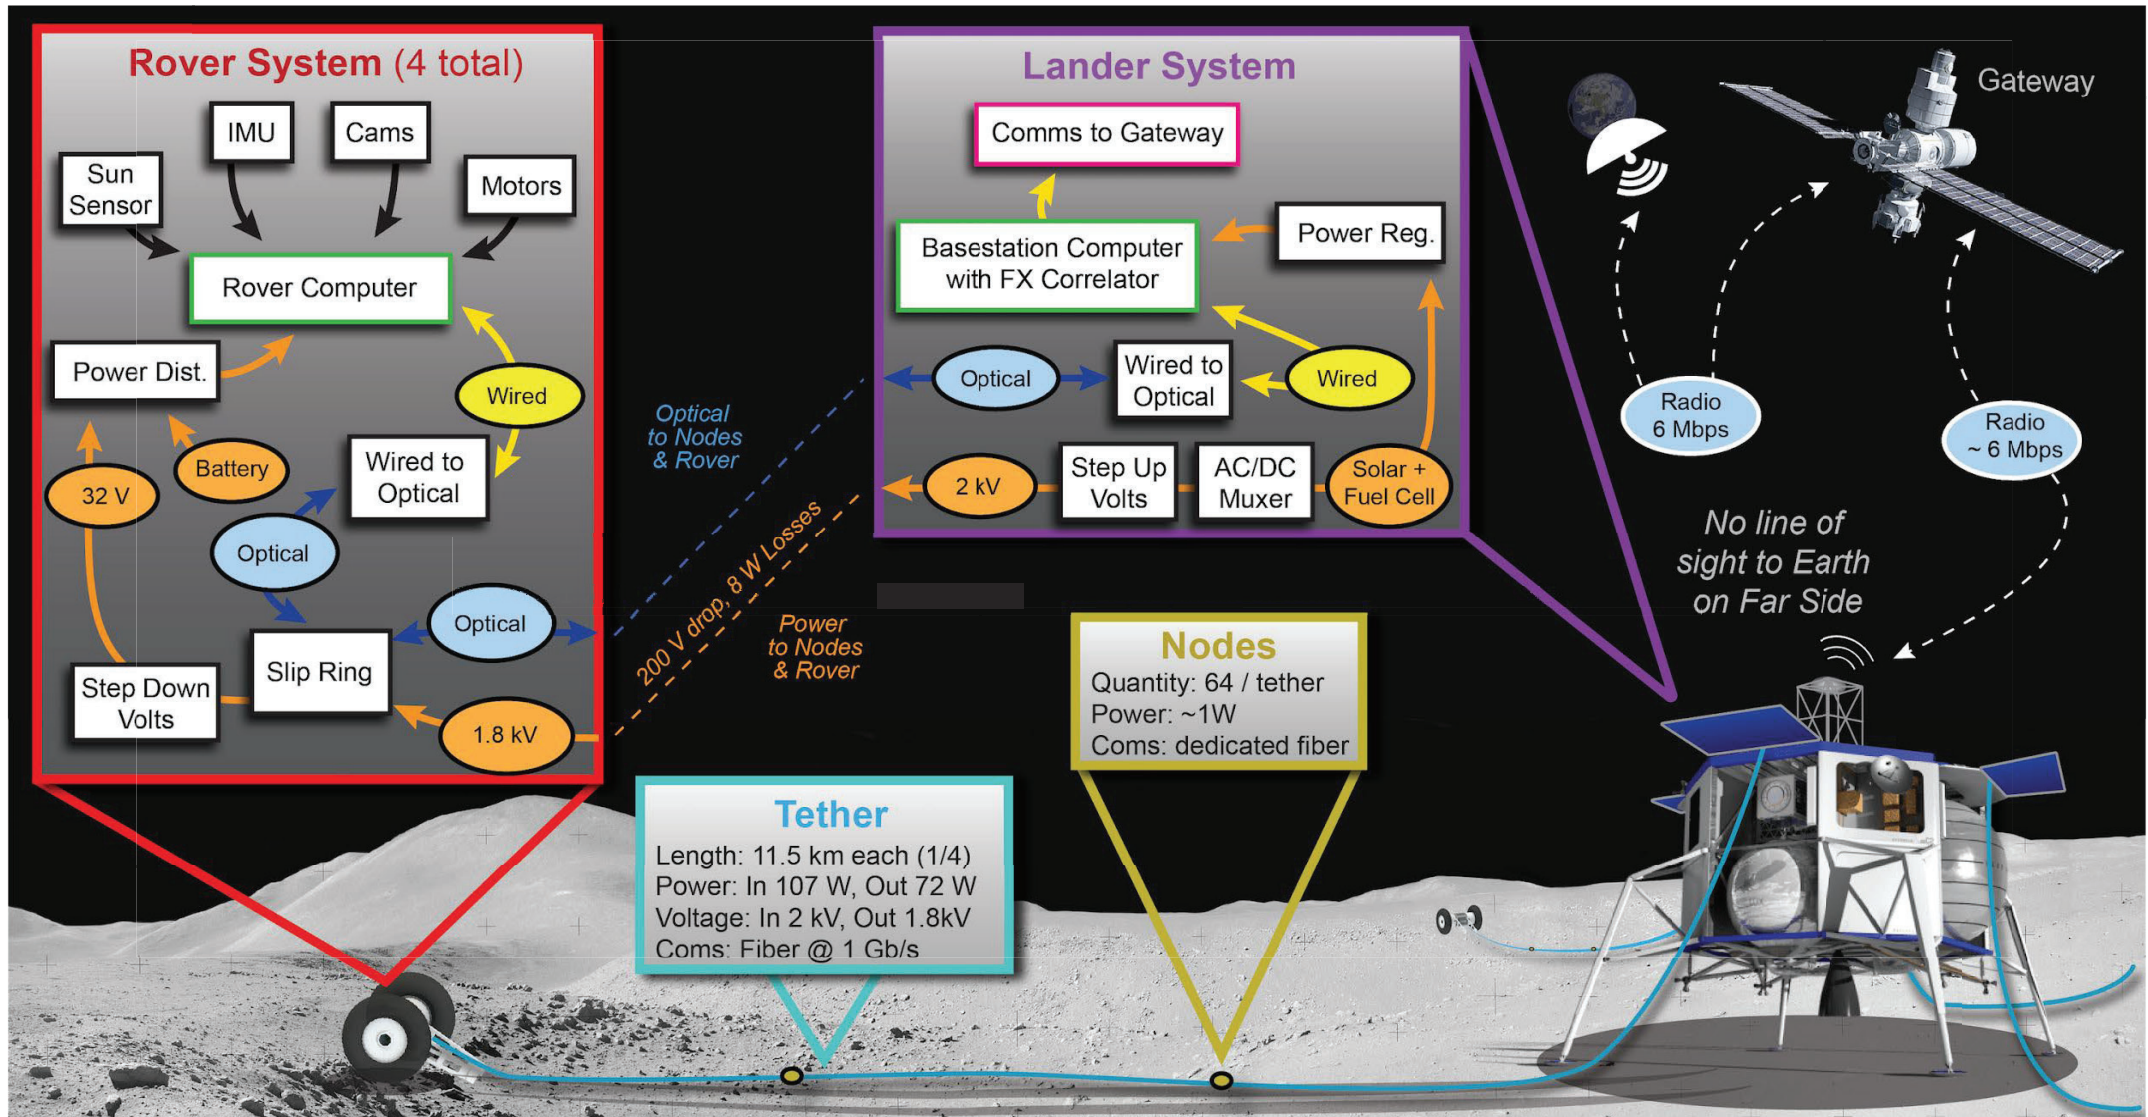 Rover System (4 total)
IMU
Cams
Sun
Sensor
Motors
Rover Computer
Power Dist.
Wired
32 V
Battery
Wired to
Optical
Optical
Optical
Slip Ring
Step Down
Volts
1.8 kV
Optical
to Nodes
& Rover
200 V drop, 8 W Losses
Power
to Nodes
& Rover
Lander System
Comms to Gateway
Basestation Computer
with FX Correlator
Power Reg.
Optical
Wired to
Optical
Wired
2 kV
Step Up
Volts
AC/DC
Muxer
Solar +
Fuel Cell
Gateway
Radio
6 Mbps
Radio
~ 6 Mbps
No line of
sight to Earth
on Far Side
Nodes
Quantity: 64 / tether
Power: ~1W
Coms: dedicated fiber
Tether
Length: 11.5 km each (1/4)
Power: In 107 W, Out 72 W
Voltage: In 2 kV, Out 1.8kV
Coms: Fiber @ 1 Gb/s